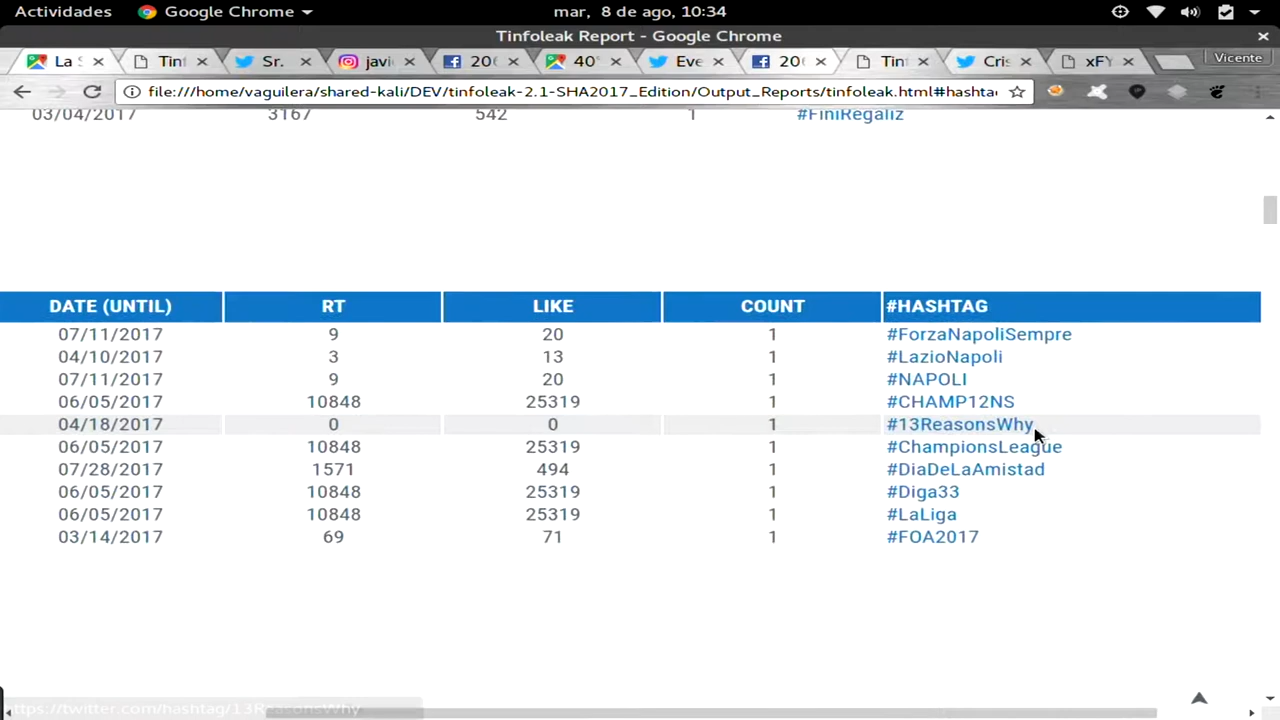 Actividades Google Chrome mar, 8 de ago, 10:34
Tinfoleak Report - Google Chrome
La S Tinf Sr. javi 20 40° Eve 20 Tin Cris xFY Vicente
file:///home/vaguilera/shared-kali/DEV/tinfoleak-2.1-SHA2017_Edition/Output_Reports/tinfoleak.html#hashta
03/04/2017 3167 542 1 #FiniRegaliz
DATE (UNTIL) RT LIKE COUNT #HASHTAG
07/11/2017 9 20 1 #ForzaNapoliSempre
04/10/2017 3 13 1 #LazioNapoli
07/11/2017 9 20 1 #NAPOLI
06/05/2017 10848 25319 1 #CHAMP12NS
04/18/2017 0 0 1 #13ReasonsWhy
06/05/2017 10848 25319 1 #ChampionsLeague
07/28/2017 1571 494 1 #DiaDeLaAmistad
06/05/2017 10848 25319 1 #Diga33
06/05/2017 10848 25319 1 #LaLiga
03/14/2017 69 71 1 #FOA2017
https://twitter.com/hashtag/13ReasonsWhy